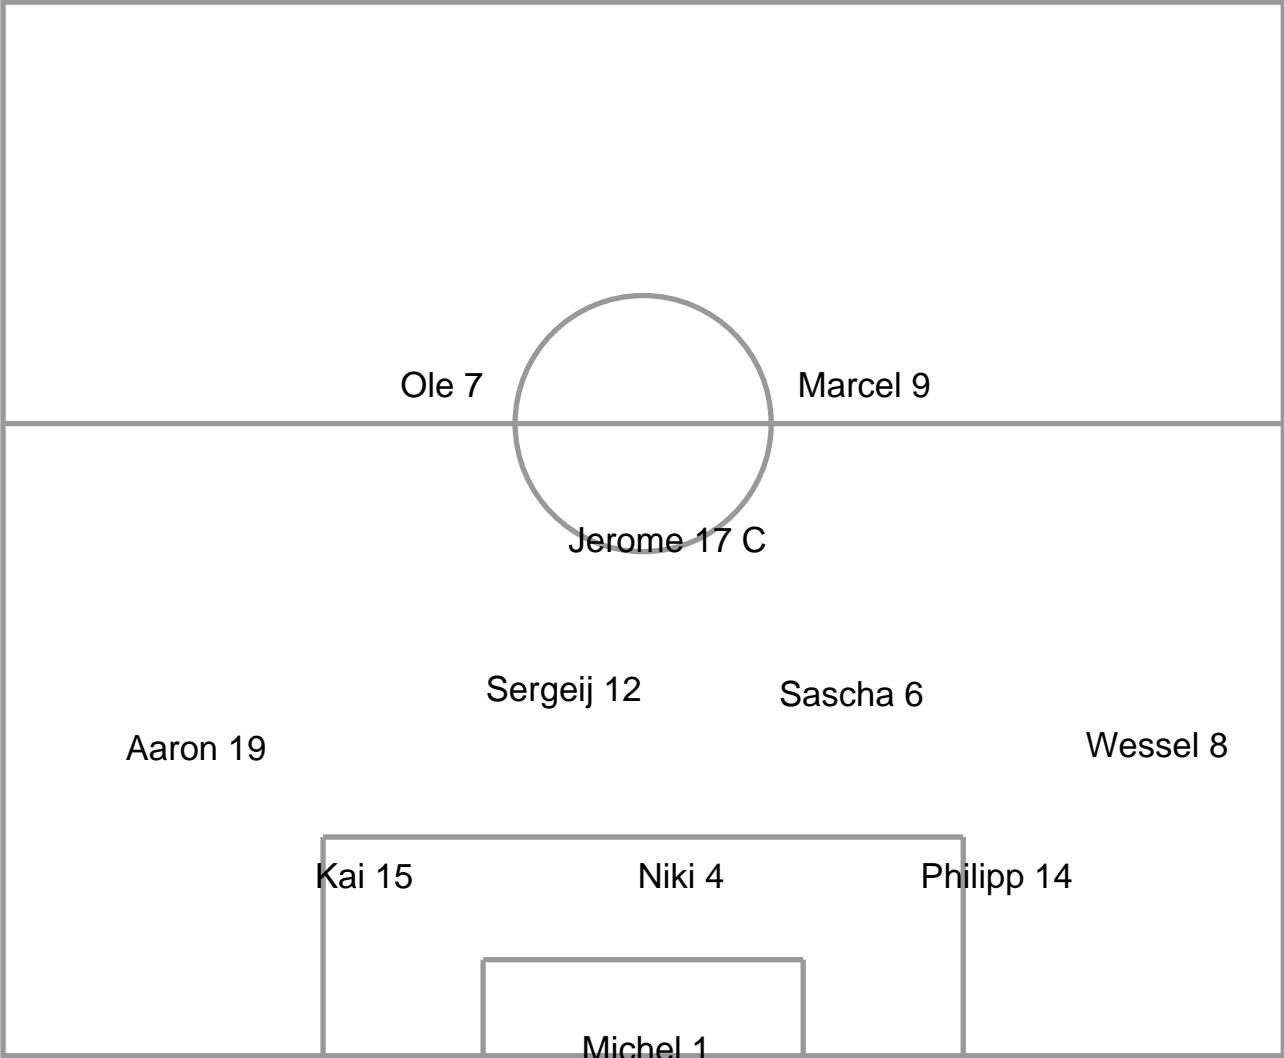 Ole 7
Marcel 9
Jerome 17 C
Sergeij 12
Sascha 6
Aaron 19
Wessel 8
Kai 15
Niki 4
Philipp 14
Michel 1